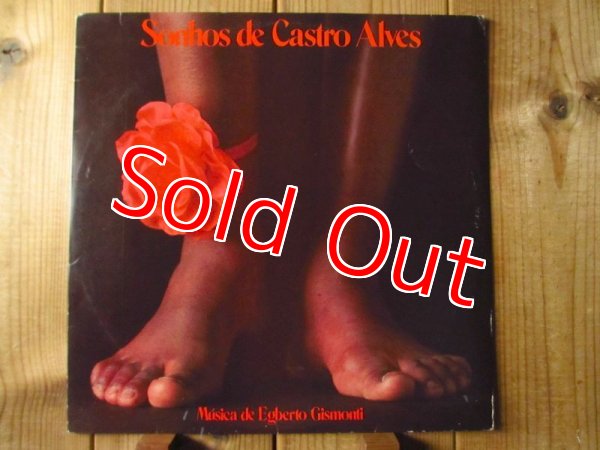 Sonhos de Castro Alves
Sold Out
Música de Egberto Gismonti